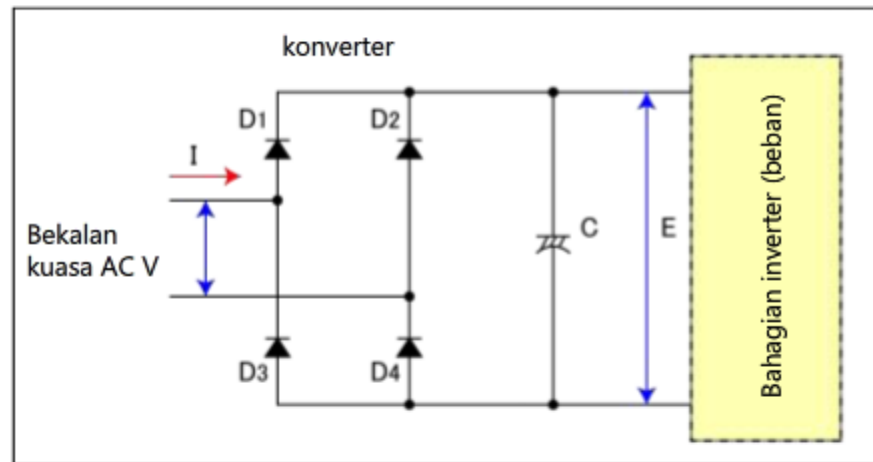 konverter
D1
D2
I
Bekalan
kuasa AC V
C
E
D3
D4
Bahagian inverter (beban)